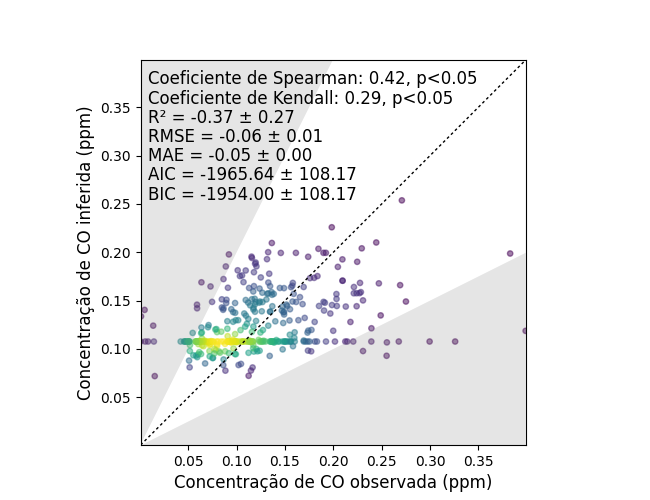 Coeficiente de Spearman: 0.42, p<0.05
Coeficiente de Kendall: 0.29, p<0.05
R² = -0.37 ± 0.27
RMSE = -0.06 ± 0.01
MAE = -0.05 ± 0.00
AIC = -1965.64 ± 108.17
BIC = -1954.00 ± 108.17
Concentração de CO inferida (ppm)
0.35
0.30
0.25
0.20
0.15
0.10
0.05
0.05 0.10 0.15 0.20 0.25 0.30 0.35
Concentração de CO observada (ppm)